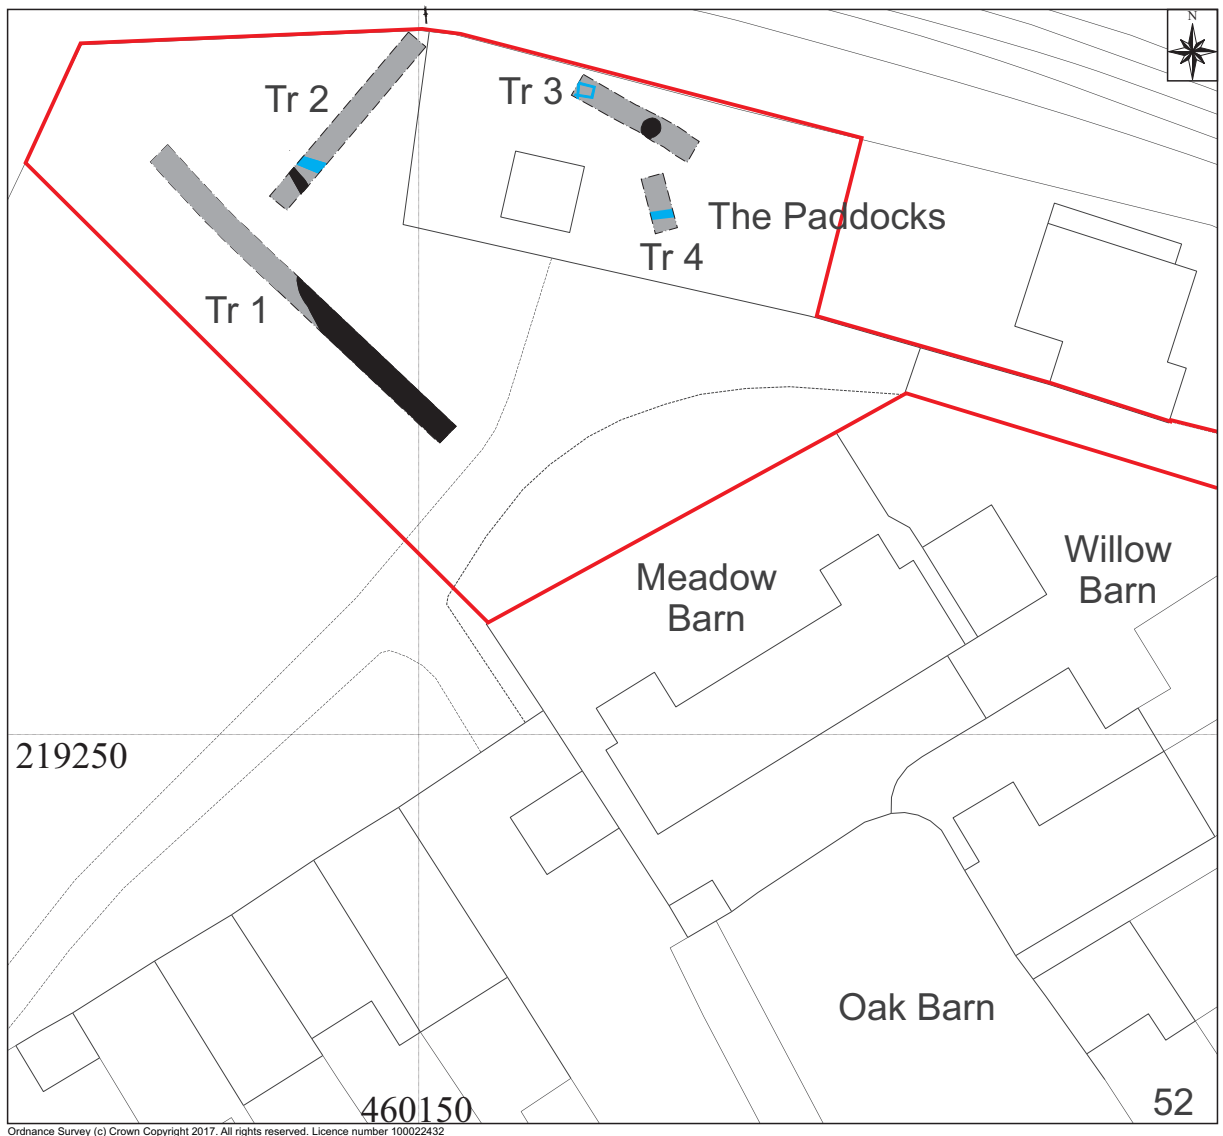 N
Tr 2
Tr 3
The Paddocks
Tr 4
Tr 1
Willow
Barn
Meadow
Barn
219250
Oak Barn
460150
52
Ordnance Survey (c) Crown Copyright 2017. All rights reserved. Licence number 100022432